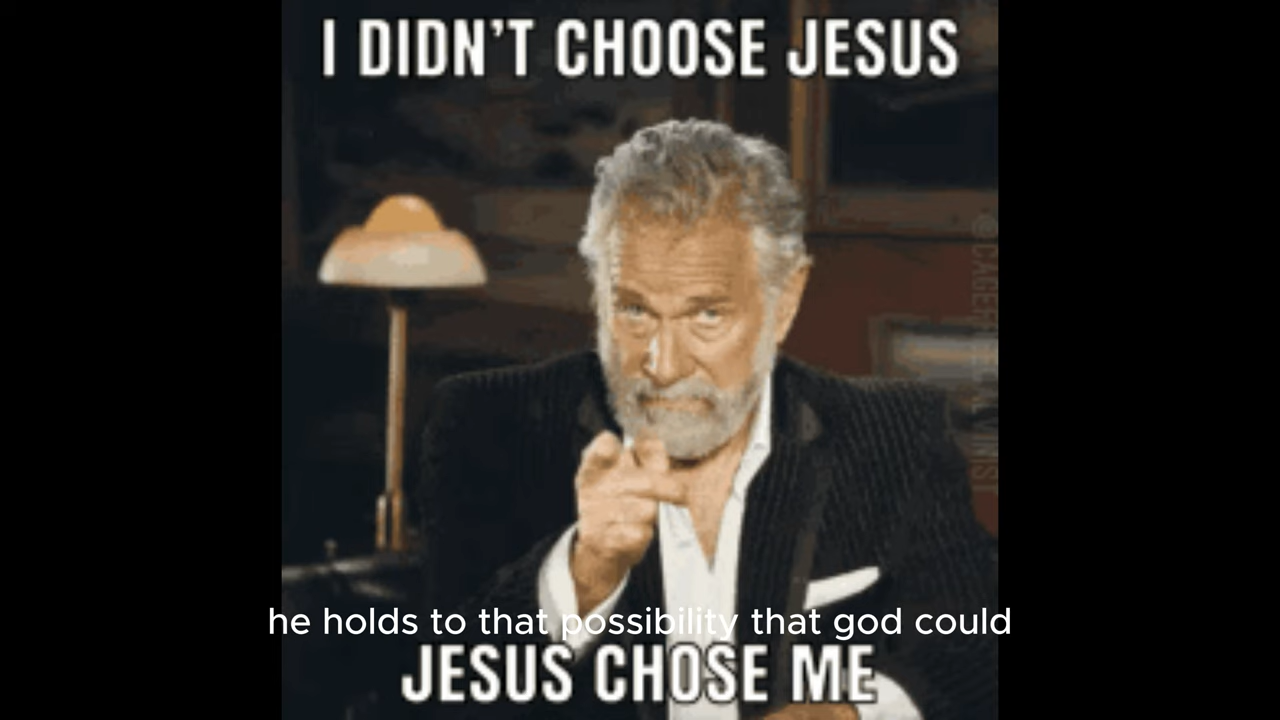 I DIDN'T CHOOSE JESUS
he holds to that possibility that god could
JESUS CHOSE ME